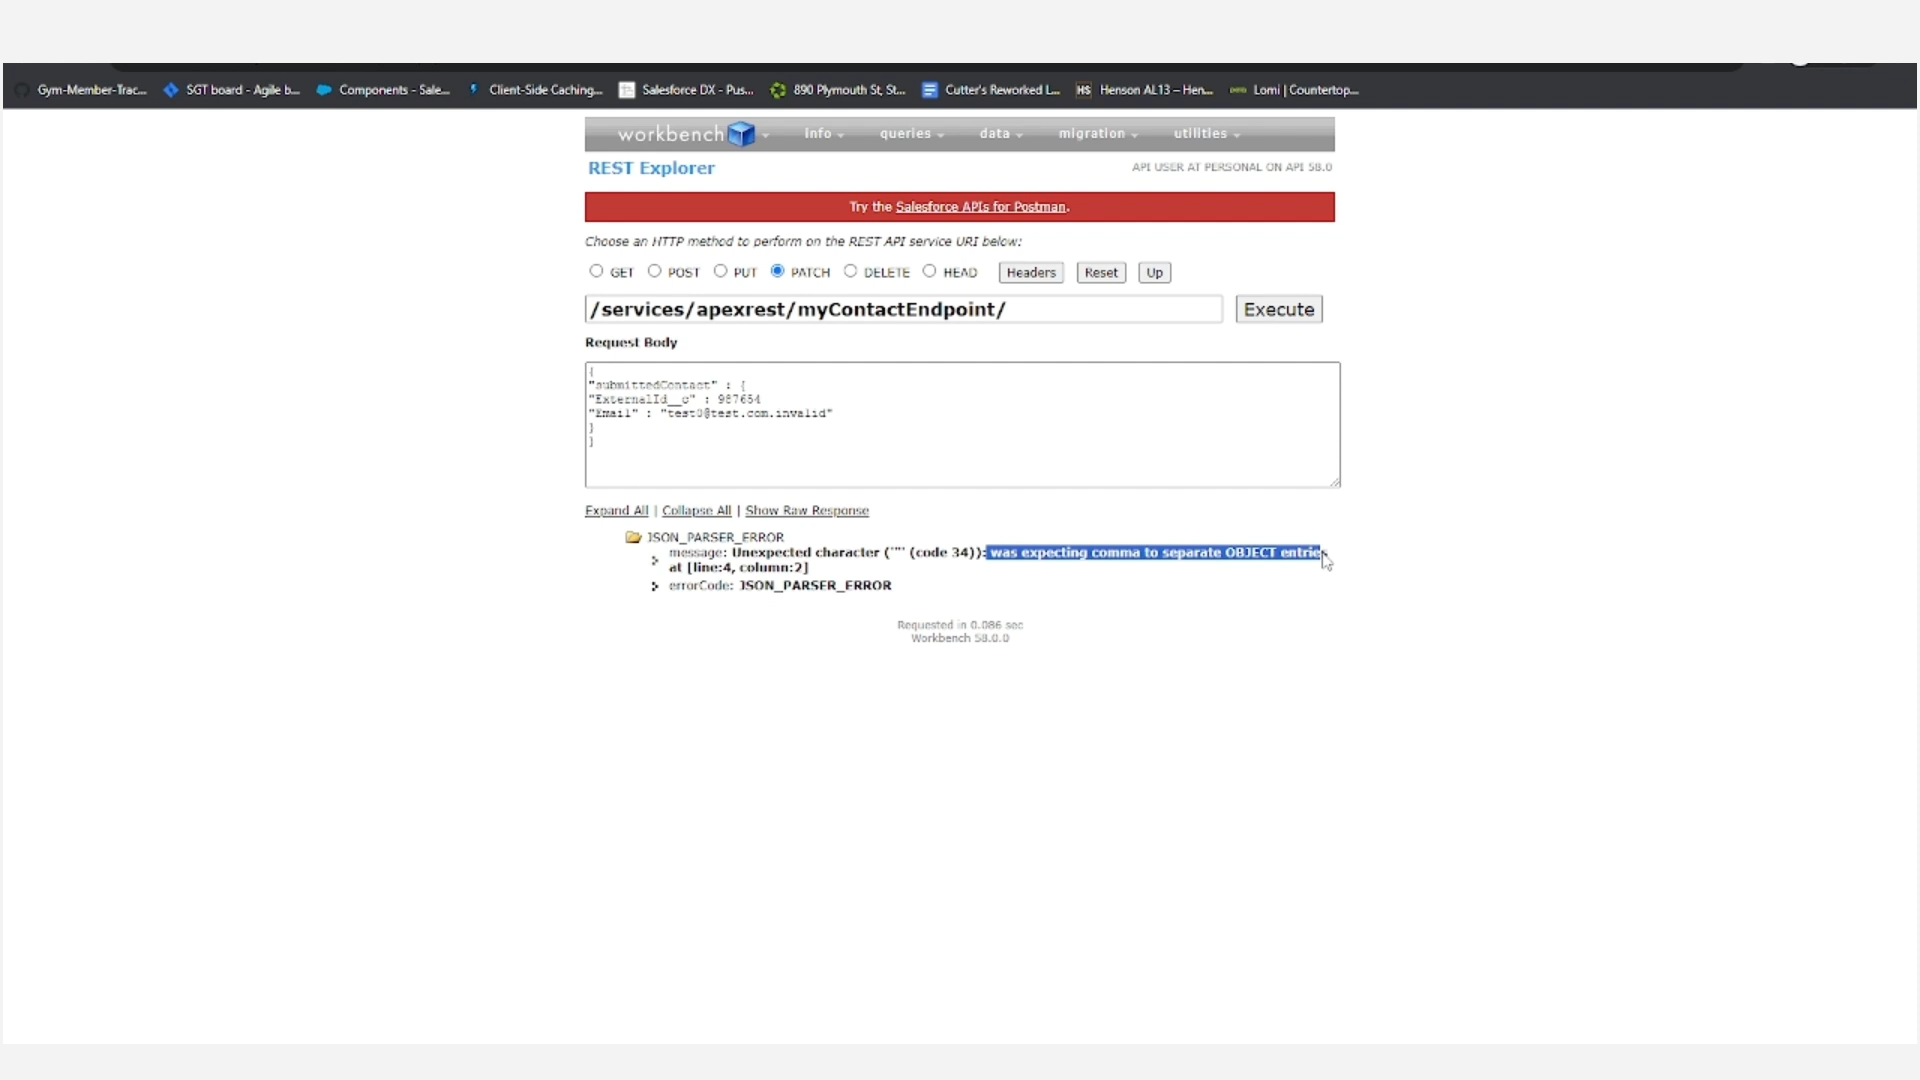 Gym-Member-Trac... SGT board - Agile b... Components - Sale... Client-Side Caching... Salesforce DX - Pus... 890 Plymouth St, St... Cutter's Reworked L... HS Henson AL13 – Hen... Lomi | Countertop...
workbench info queries data migration utilities
REST Explorer API USER AT PERSONAL ON API 58.0
Try the Salesforce APIs for Postman.
Choose an HTTP method to perform on the REST API service URI below:
GET POST PUT PATCH DELETE HEAD Headers Reset Up
/services/apexrest/myContactEndpoint/ Execute
Request Body
{
"submittedContact" : {
"ExternalId__c" : 987654
"Email" : "test0@test.com.invalid"
}
}
Expand All | Collapse All | Show Raw Response
JSON_PARSER_ERROR
message: Unexpected character ('"' (code 34)): was expecting comma to separate OBJECT entries
at [line:4, column:2]
errorCode: JSON_PARSER_ERROR
Requested in 0.086 sec
Workbench 58.0.0